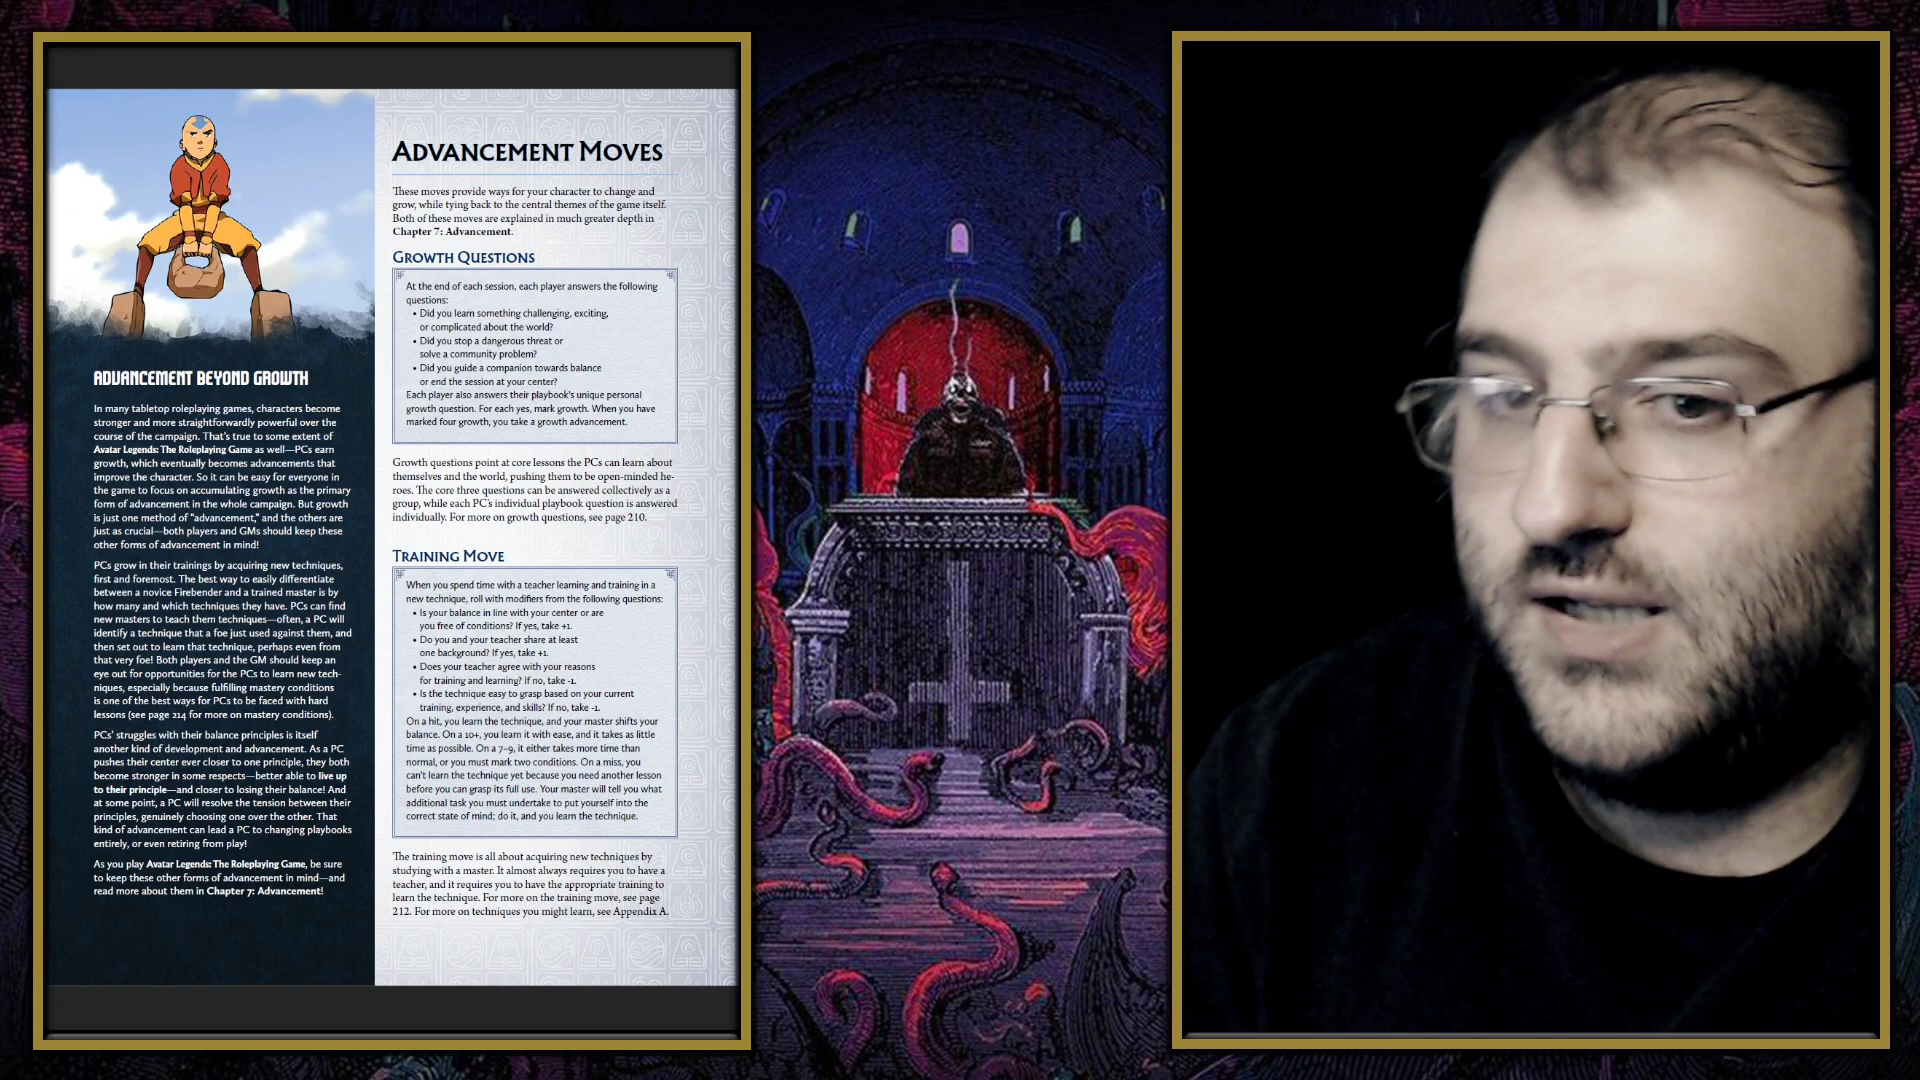 ADVANCEMENT BEYOND GROWTH
In many tabletop roleplaying games, characters become
stronger and more straightforwardly powerful over the
course of the campaign. That's true to some extent of
Avatar Legends: The Roleplaying Game as well—PCs earn
growth, which eventually becomes advancements that
improve the character. So it can be easy for everyone in
the game to focus on accumulating growth as the primary
form of advancement in the whole campaign. But growth
is just one method of "advancement," and the others are
just as crucial—both players and GMs should keep these
other forms of advancement in mind!
PCs grow in their trainings by acquiring new techniques,
first and foremost. The best way to easily differentiate
between a novice Firebender and a trained master is by
how many and which techniques they have. PCs can find
new masters to teach them techniques—often, a PC will
identify a technique that a foe just used against them, and
then set out to learn that technique, perhaps even from
that very foe! Both players and the GM should keep an
eye out for opportunities for the PCs to learn new tech-
niques, especially because fulfilling mastery conditions
is one of the best ways for PCs to be faced with hard
lessons (see page 214 for more on mastery conditions).
PCs' struggles with their balance principles is itself
another kind of development and advancement. As a PC
pushes their center ever closer to one principle, they both
become stronger in some respects—better able to live up
to their principle—and closer to losing their balance! And
at some point, a PC will resolve the tension between their
principles, genuinely choosing one over the other. That
kind of advancement can lead a PC to changing playbooks
entirely, or even retiring from play!
As you play Avatar Legends: The Roleplaying Game, be sure
to keep these other forms of advancement in mind—and
read more about them in Chapter 7: Advancement!
ADVANCEMENT MOVES
These moves provide ways for your character to change and
grow, while tying back to the central themes of the game itself.
Both of these moves are explained in much greater depth in
Chapter 7: Advancement.
GROWTH QUESTIONS
At the end of each session, each player answers the following
questions:
• Did you learn something challenging, exciting,
or complicated about the world?
• Did you stop a dangerous threat or
solve a community problem?
• Did you guide a companion towards balance
or end the session at your center?
Each player also answers their playbook's unique personal
growth question. For each yes, mark growth. When you have
marked four growth, you take a growth advancement.
Growth questions point at core lessons the PCs can learn about
themselves and the world, pushing them to be open-minded he-
roes. The core three questions can be answered collectively as a
group, while each PC's individual playbook question is answered
individually. For more on growth questions, see page 210.
TRAINING MOVE
When you spend time with a teacher learning and training in a
new technique, roll with modifiers from the following questions:
• Is your balance in line with your center or are
you free of conditions? If yes, take +1.
• Do you and your teacher share at least
one background? If yes, take +1.
• Does your teacher agree with your reasons
for training and learning? If no, take -1.
• Is the technique easy to grasp based on your current
training, experience, and skills? If no, take -1.
On a hit, you learn the technique, and your master shifts your
balance. On a 10+, you learn it with ease, and it takes as little
time as possible. On a 7–9, it either takes more time than
normal, or you must mark two conditions. On a miss, you
can't learn the technique yet because you need another lesson
before you can grasp its full use. Your master will tell you what
additional task you must undertake to put yourself into the
correct state of mind; do it, and you learn the technique.
The training move is all about acquiring new techniques by
studying with a master. It almost always requires you to have a
teacher, and it requires you to have the appropriate training to
learn the technique. For more on the training move, see page
212. For more on techniques you might learn, see Appendix A.